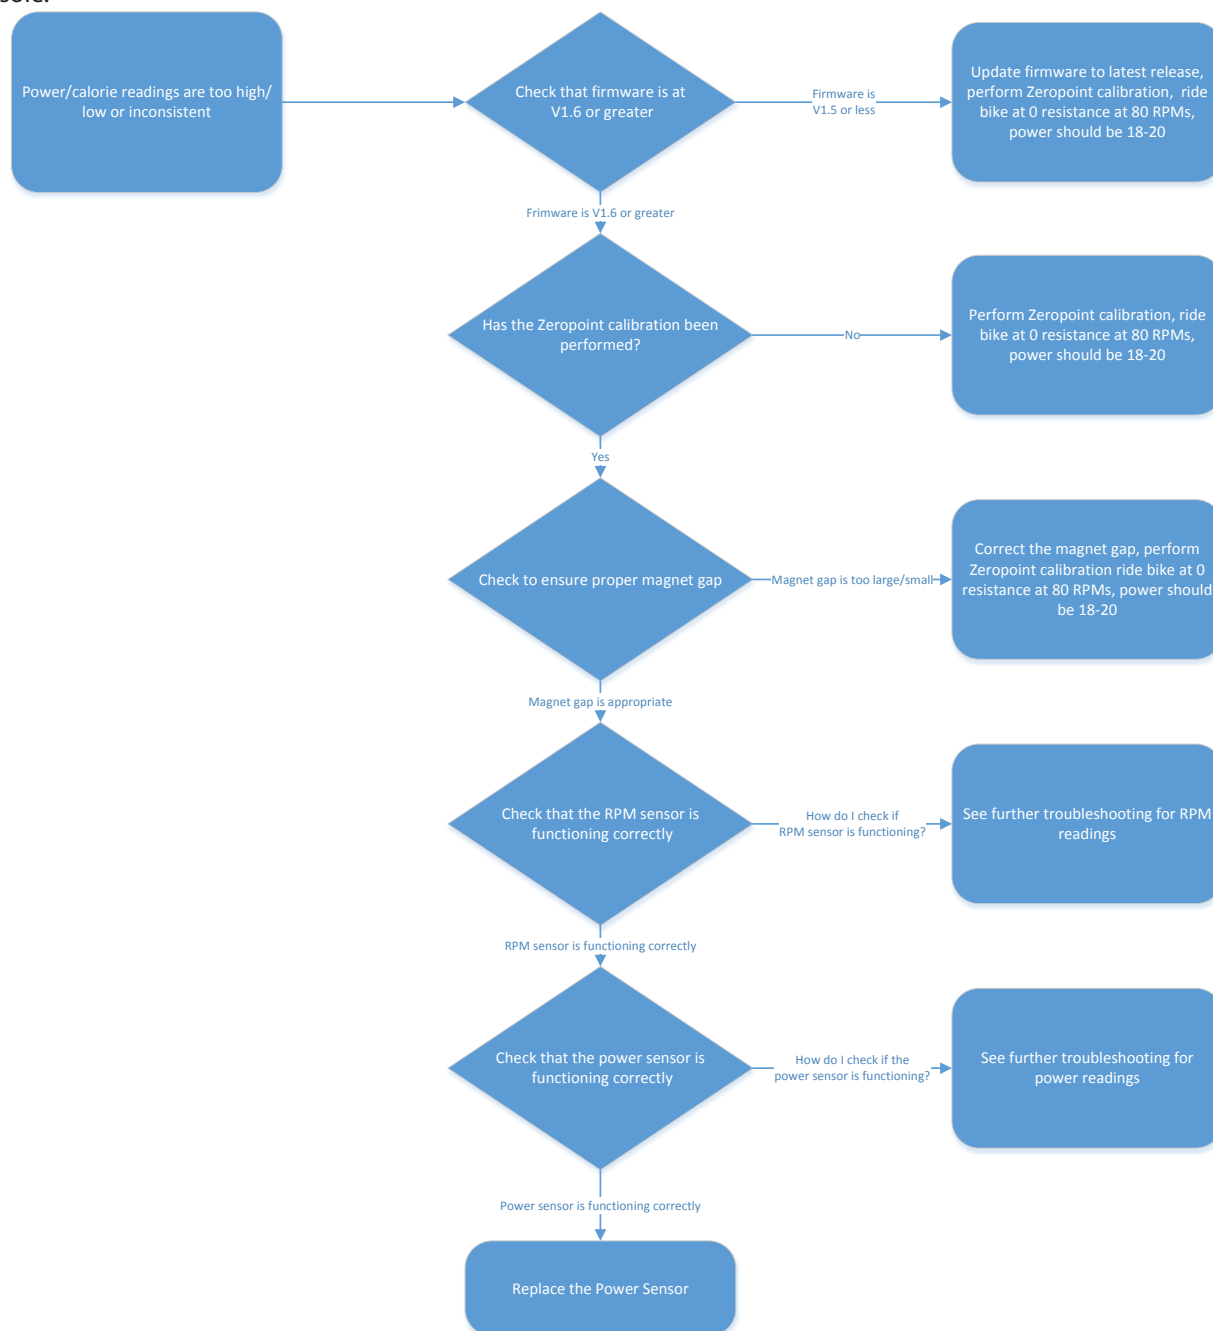 Power/calorie readings are too high/
low or inconsistent
Check that firmware is at
V1.6 or greater
Firmware is
V1.5 or less
Update firmware to latest release,
perform Zeropoint calibration, ride
bike at 0 resistance at 80 RPMs,
power should be 18-20
Frimware is V1.6 or greater
Has the Zeropoint calibration been
performed?
No
Perform Zeropoint calibration, ride
bike at 0 resistance at 80 RPMs,
power should be 18-20
Yes
Check to ensure proper magnet gap
Magnet gap is too large/small
Correct the magnet gap, perform
Zeropoint calibration ride bike at 0
resistance at 80 RPMs, power should
be 18-20
Magnet gap is appropriate
Check that the RPM sensor is
functioning correctly
How do I check if
RPM sensor is functioning?
See further troubleshooting for RPM
readings
RPM sensor is functioning correctly
Check that the power sensor is
functioning correctly
How do I check if the
power sensor is functioning?
See further troubleshooting for
power readings
Power sensor is functioning correctly
Replace the Power Sensor